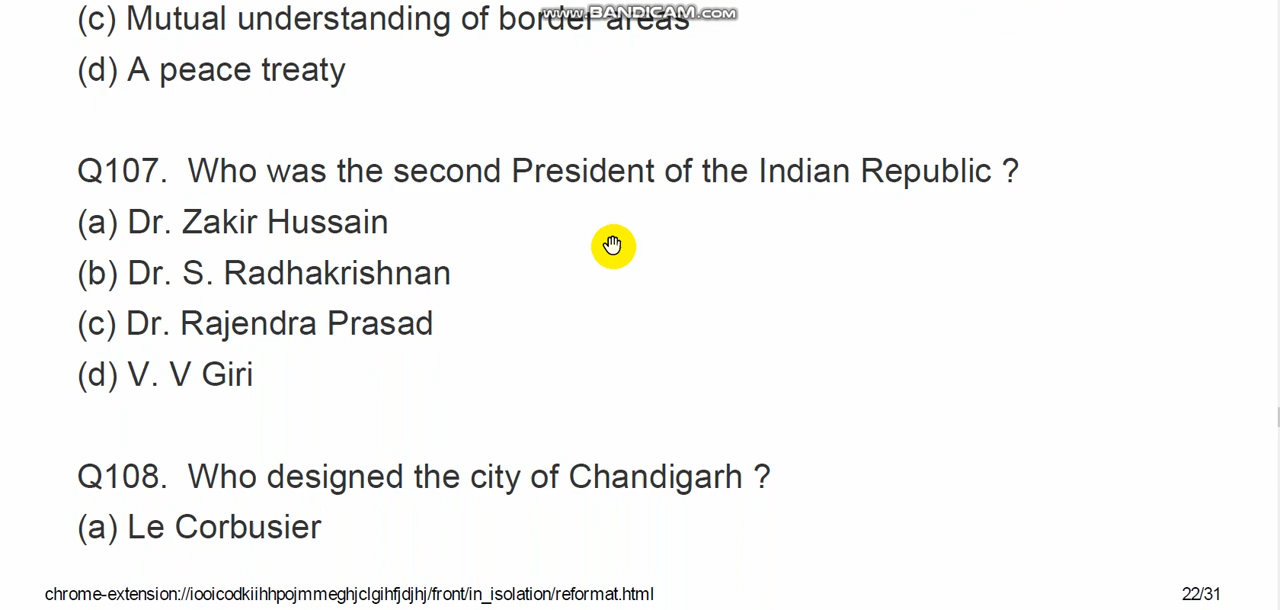 www.BANDICAM.com
(c) Mutual understanding of border areas
(d) A peace treaty
Q107. Who was the second President of the Indian Republic ?
(a) Dr. Zakir Hussain
(b) Dr. S. Radhakrishnan
(c) Dr. Rajendra Prasad
(d) V. V Giri
Q108. Who designed the city of Chandigarh ?
(a) Le Corbusier
chrome-extension://iooicodkiihhpojmmeghjclgihfjdjhj/front/in_isolation/reformat.html 22/31